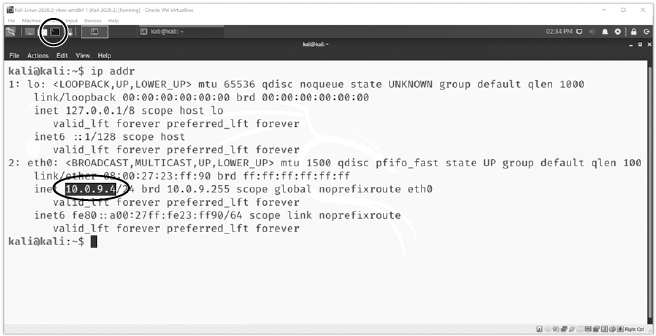 Kali-Linux-2020.2-vbox-amd64 1 (Kali 2020.2) [Running] - Oracle VM VirtualBox
File Machine Input Devices Help
kali@kali: ~ 02:34 PM
kali@kali: ~
File Actions Edit View Help
kali@kali:~$ ip addr
1: lo: <LOOPBACK,UP,LOWER_UP> mtu 65536 qdisc noqueue state UNKNOWN group default qlen 1000
link/loopback 00:00:00:00:00:00 brd 00:00:00:00:00:00
inet 127.0.0.1/8 scope host lo
valid_lft forever preferred_lft forever
inet6 ::1/128 scope host
valid_lft forever preferred_lft forever
2: eth0: <BROADCAST,MULTICAST,UP,LOWER_UP> mtu 1500 qdisc pfifo_fast state UP group default qlen 100
link/ether 08:00:27:23:ff:90 brd ff:ff:ff:ff:ff:ff
inet 10.0.9.4/24 brd 10.0.9.255 scope global noprefixroute eth0
valid_lft forever preferred_lft forever
inet6 fe80::a00:27ff:fe23:ff90/64 scope link noprefixroute
valid_lft forever preferred_lft forever
kali@kali:~$
Right Ctrl